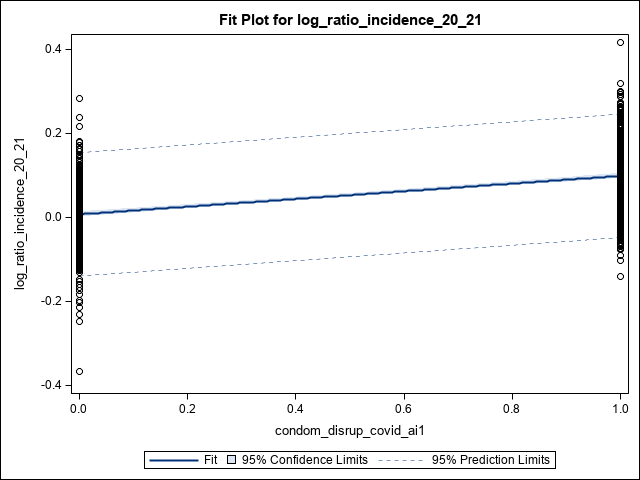 Fit Plot for log_ratio_incidence_20_21
0.4
0.2
0.0
-0.2
-0.4
log_ratio_incidence_20_21
0.0 0.2 0.4 0.6 0.8 1.0
condom_disrup_covid_ai1
Fit 95% Confidence Limits 95% Prediction Limits